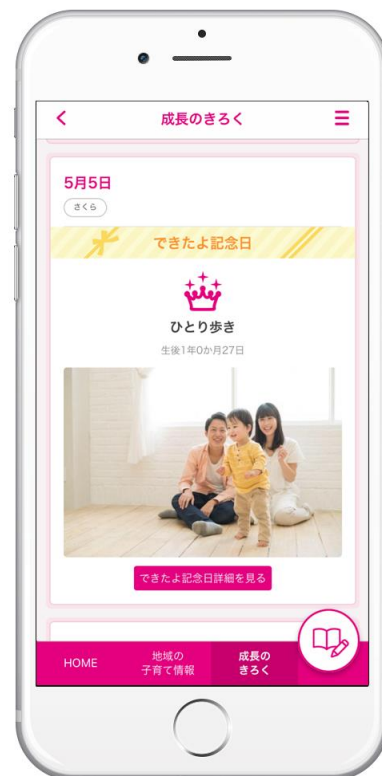 成長のきろく
5月5日
さくら
できたよ記念日
ひとり歩き
生後1年0か月27日
できたよ記念日詳細を見る
HOME
地域の
子育て情報
成長の
きろく